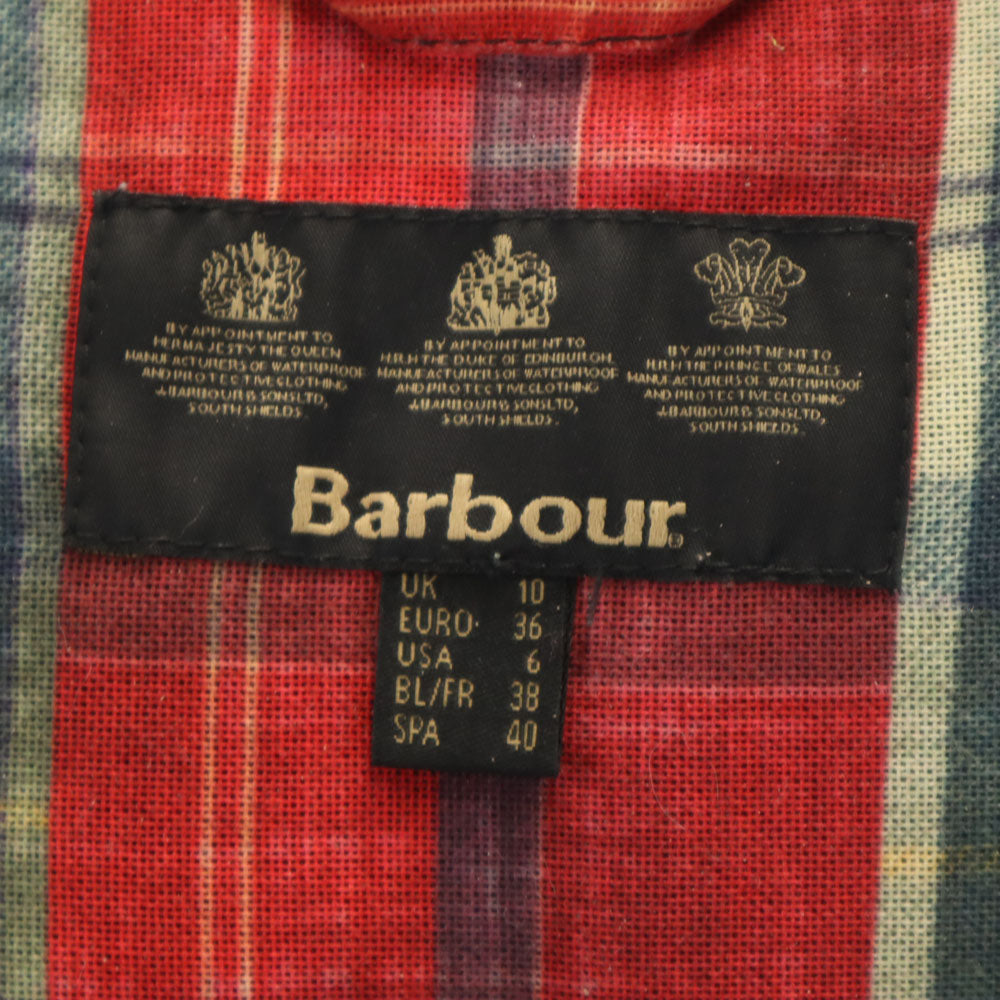 BY APPOINTMENT TO
HER MAJESTY THE QUEEN
MANUFACTURERS OF WATERPROOF
AND PROTECTIVE CLOTHING
J.BARBOUR & SONS LTD,
SOUTH SHIELDS.
BY APPOINTMENT TO
H.R.H THE DUKE OF EDINBURGH
MANUFACTURERS OF WATERPROOF
AND PROTECTIVE CLOTHING
J.BARBOUR & SONS LTD,
SOUTH SHIELDS.
BY APPOINTMENT TO
H.R.H THE PRINCE OF WALES
MANUFACTURERS OF WATERPROOF
AND PROTECTIVE CLOTHING
J.BARBOUR & SONS LTD,
SOUTH SHIELDS.
Barbour®
UK 10
EURO 36
USA 6
BL/FR 38
SPA 40